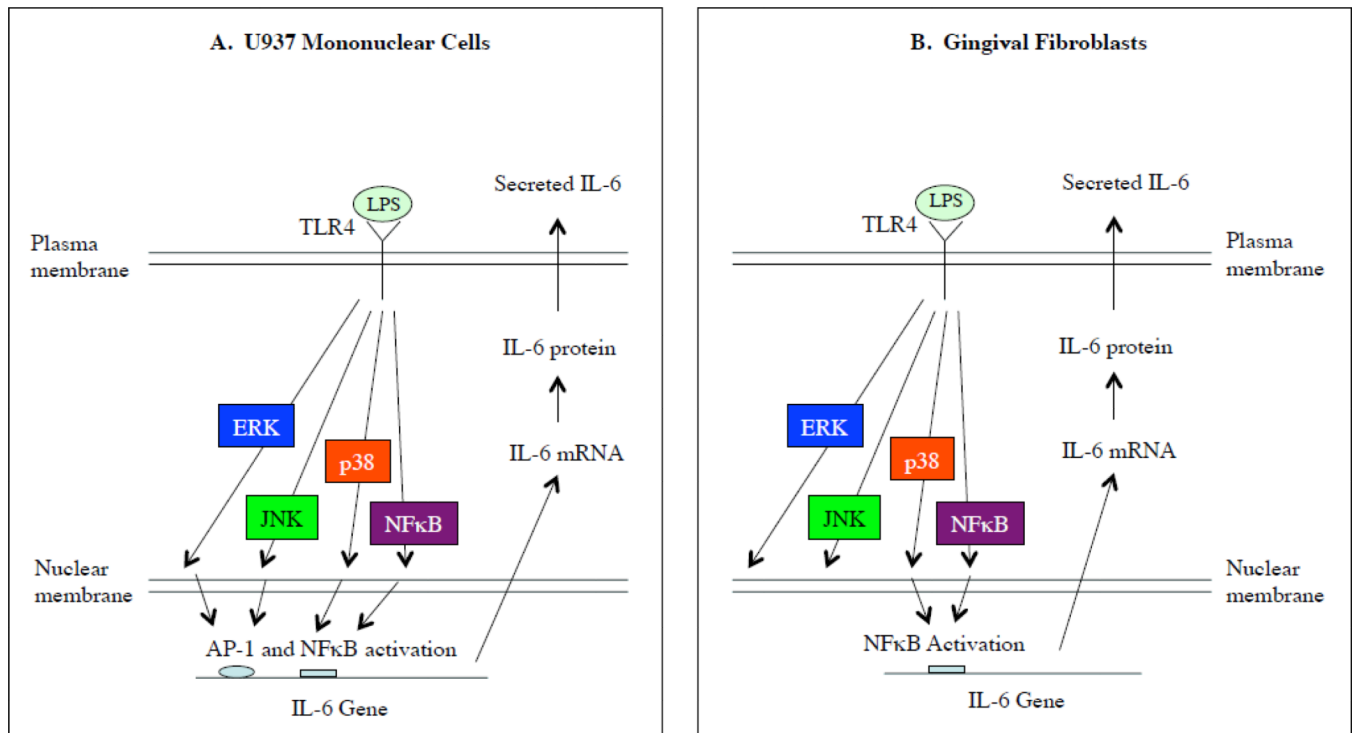 A. U937 Mononuclear Cells
Secreted IL-6
LPS
TLR4
Plasma
membrane
IL-6 protein
ERK
IL-6 mRNA
p38
JNK
NFκB
Nuclear
membrane
AP-1 and NFκB activation
IL-6 Gene
B. Gingival Fibroblasts
Secreted IL-6
LPS
TLR4
Plasma
membrane
IL-6 protein
ERK
IL-6 mRNA
p38
JNK
NFκB
Nuclear
membrane
NFκB Activation
IL-6 Gene